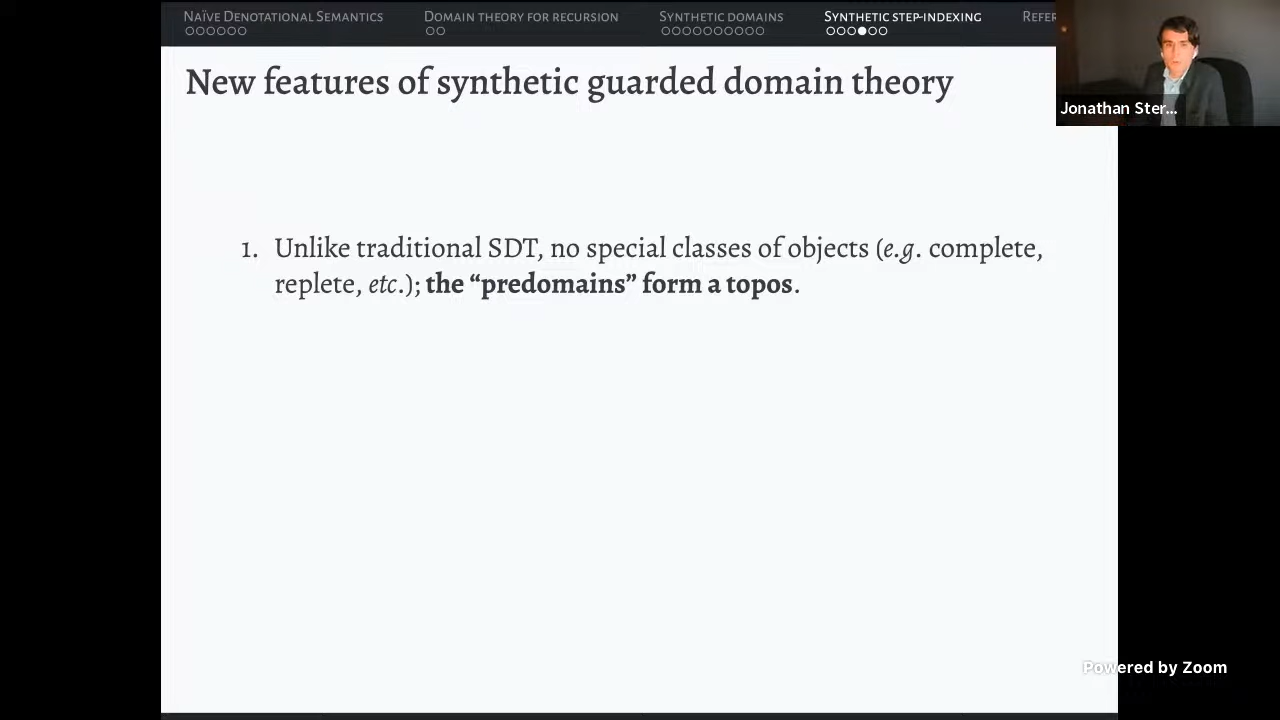 NAÏVE DENOTATIONAL SEMANTICS DOMAIN THEORY FOR RECURSION SYNTHETIC DOMAINS SYNTHETIC STEP-INDEXING REFER
New features of synthetic guarded domain theory
Jonathan Ster...
1. Unlike traditional SDT, no special classes of objects (e.g. complete,
replete, etc.); the “predomains” form a topos.
Powered by Zoom